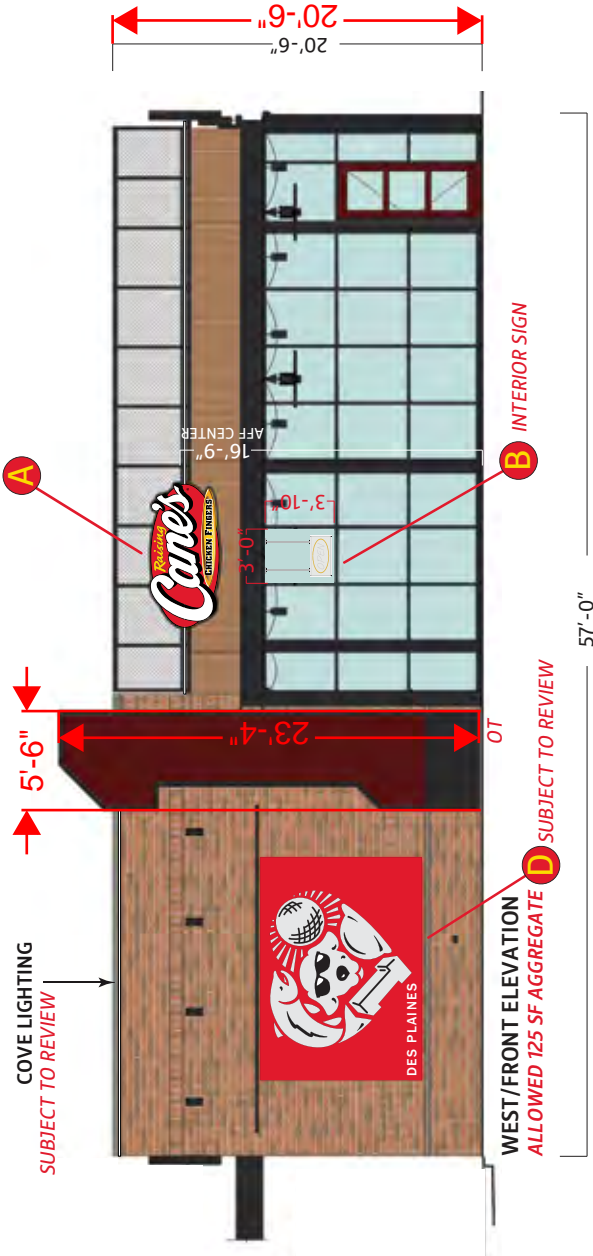 COVE LIGHTING
SUBJECT TO REVIEW
5'-6"
A
20'-6"
20'-6"
Raising
Cane's
CHICKEN FINGERS
16'-9"
AFF CENTER
3'-0"
3'-10"
23'-4"
DES PLAINES
OT
B INTERIOR SIGN
WEST/FRONT ELEVATION
ALLOWED 125 SF AGGREGATE
D SUBJECT TO REVIEW
57'-0"